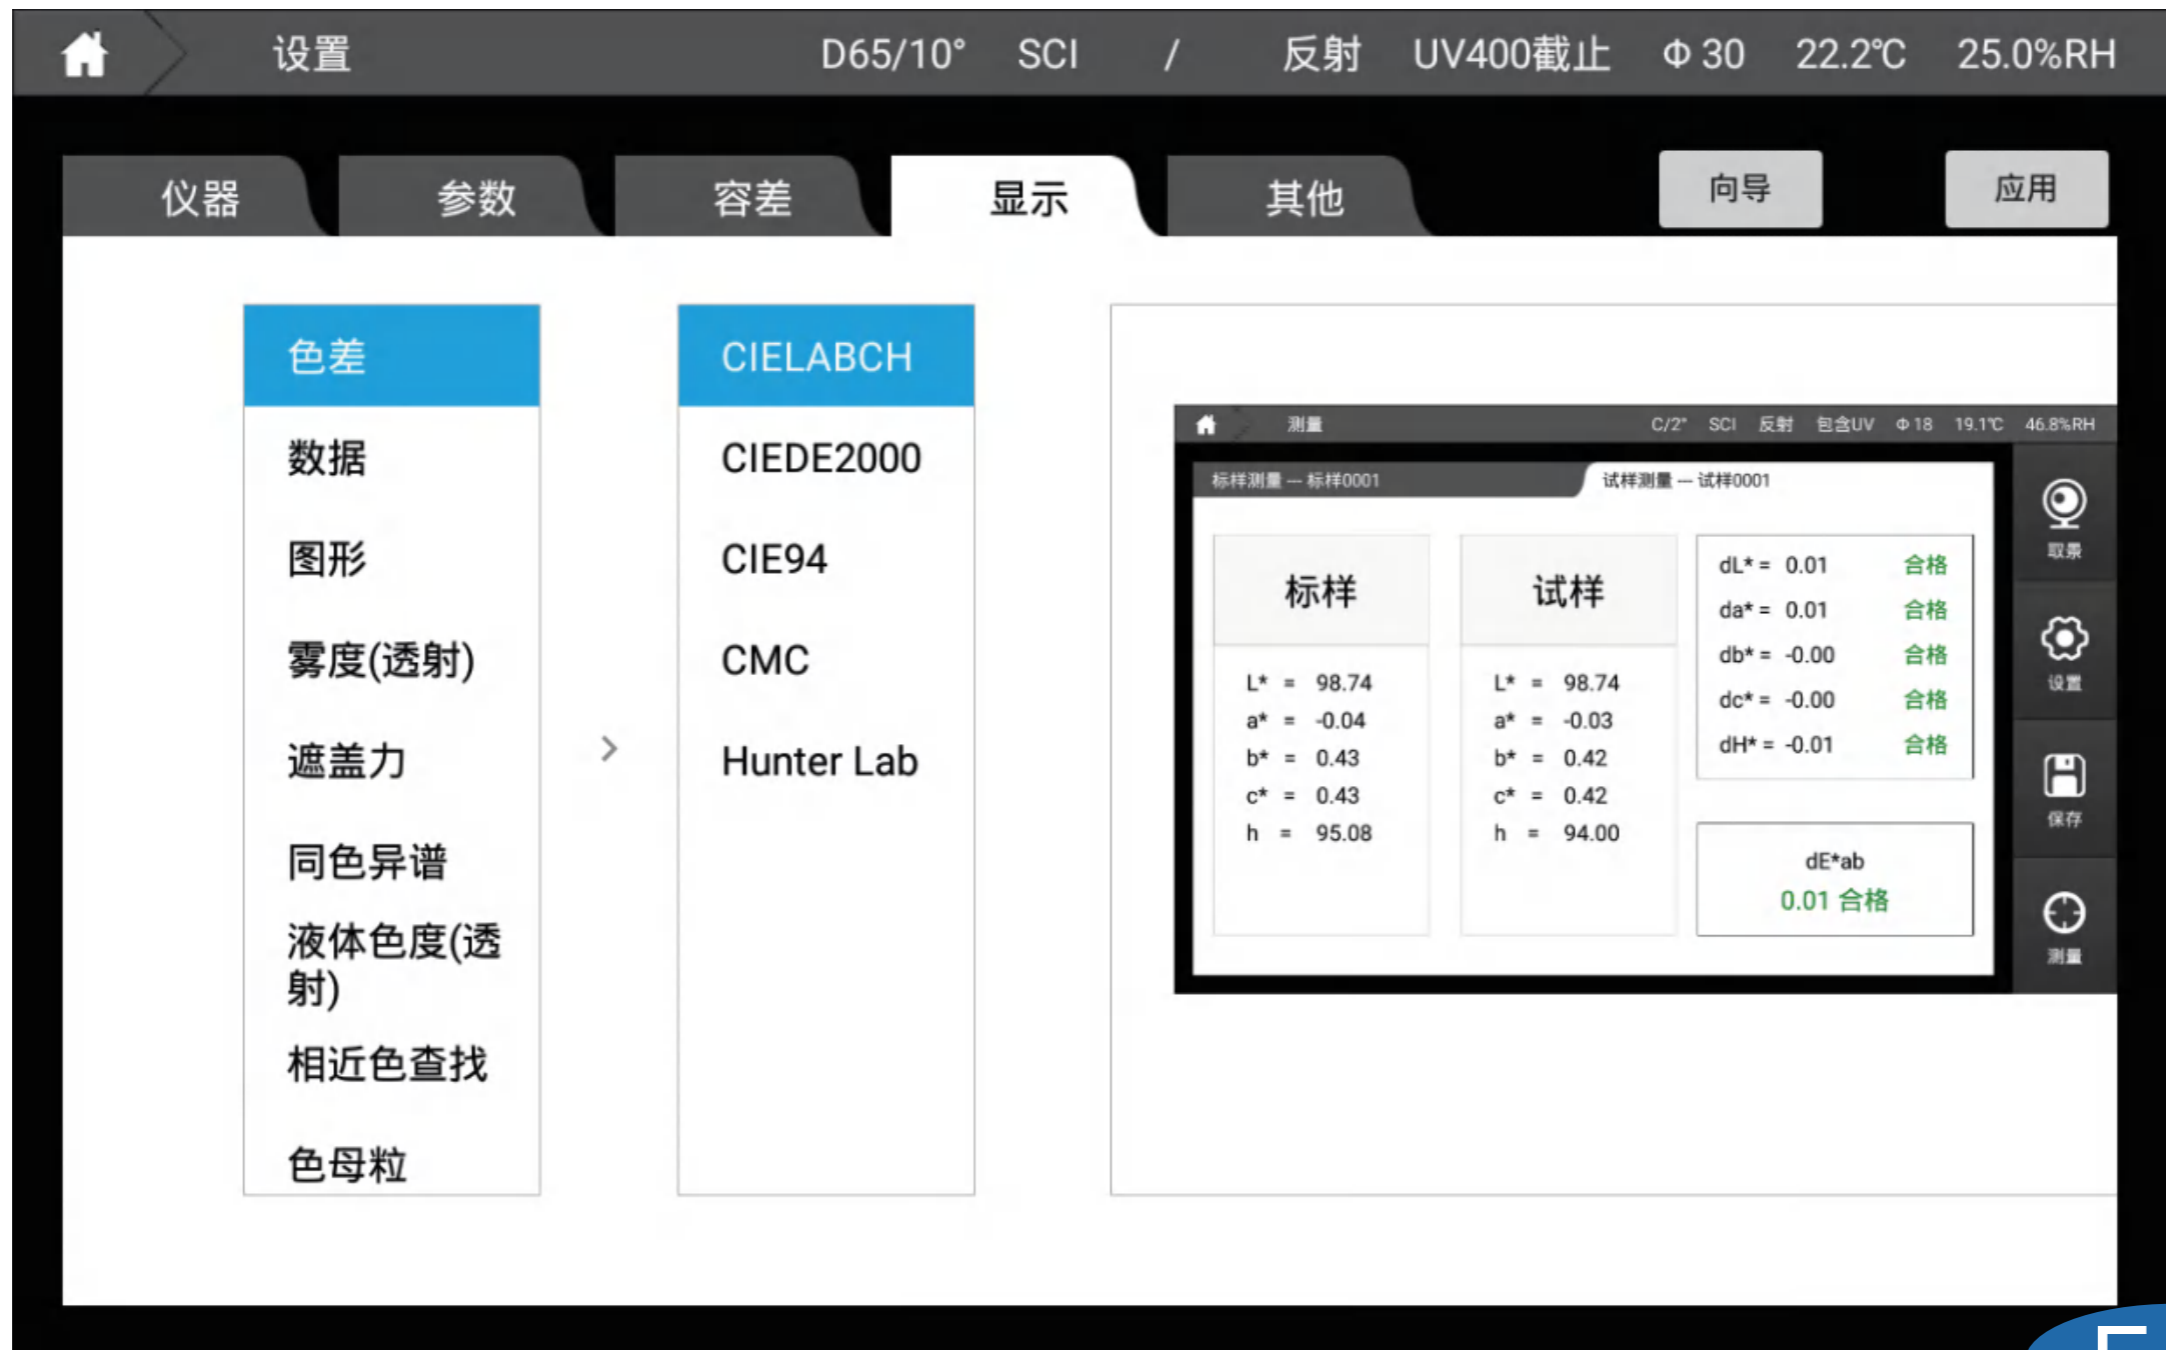 设置 D65/10° SCI / 反射 UV400截止 Φ 30 22.2℃ 25.0%RH
仪器 参数 容差 显示 其他 向导 应用
色差
数据
图形
雾度(透射)
遮盖力
同色异谱
液体色度(透
射)
相近色查找
色母粒
>
CIELABCH
CIEDE2000
CIE94
CMC
Hunter Lab
测量 C/2° SCI 反射 包含UV Φ 18 19.1℃ 46.8%RH
标样测量 --- 标样0001 试样测量 --- 试样0001
标样
L* = 98.74
a* = -0.04
b* = 0.43
c* = 0.43
h = 95.08
试样
L* = 98.74
a* = -0.03
b* = 0.42
c* = 0.42
h = 94.00
dL* = 0.01 合格
da* = 0.01 合格
db* = -0.00 合格
dc* = -0.00 合格
dH* = -0.01 合格
dE*ab
0.01 合格
取景
设置
保存
测量